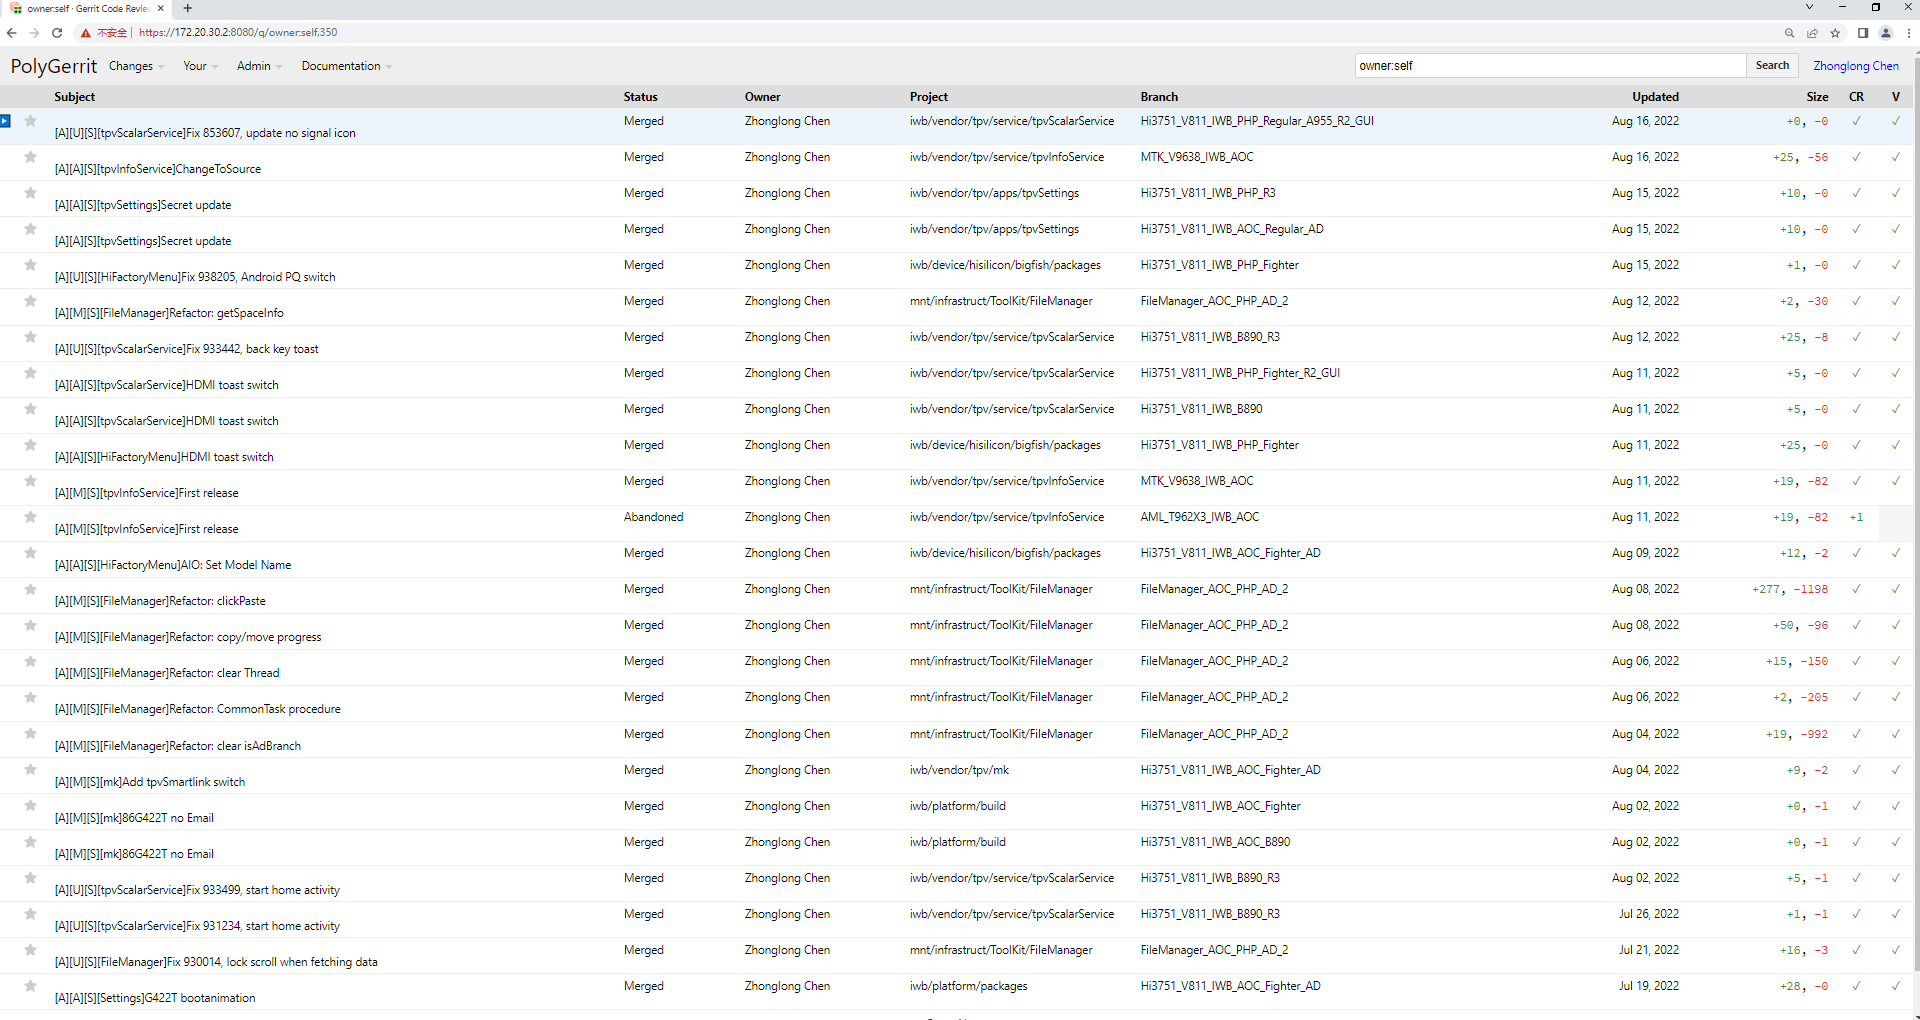 owner:self · Gerrit Code Revie
不安全 | https://172.20.30.2:8080/q/owner:self,350
PolyGerrit Changes Your Admin Documentation owner:self Search Zhonglong Chen
Subject Status Owner Project Branch Updated Size CR V
[A][U][S][tpvScalarService]Fix 853607, update no signal icon Merged Zhonglong Chen iwb/vendor/tpv/service/tpvScalarService Hi3751_V811_IWB_PHP_Regular_A955_R2_GUI Aug 16, 2022 +0, -0 ✓ ✓
[A][A][S][tpvInfoService]ChangeToSource Merged Zhonglong Chen iwb/vendor/tpv/service/tpvInfoService MTK_V9638_IWB_AOC Aug 16, 2022 +25, -56 ✓ ✓
[A][A][S][tpvSettings]Secret update Merged Zhonglong Chen iwb/vendor/tpv/apps/tpvSettings Hi3751_V811_IWB_PHP_R3 Aug 15, 2022 +10, -0 ✓ ✓
[A][A][S][tpvSettings]Secret update Merged Zhonglong Chen iwb/vendor/tpv/apps/tpvSettings Hi3751_V811_IWB_AOC_Regular_AD Aug 15, 2022 +10, -0 ✓ ✓
[A][U][S][HiFactoryMenu]Fix 938205, Android PQ switch Merged Zhonglong Chen iwb/device/hisilicon/bigfish/packages Hi3751_V811_IWB_PHP_Fighter Aug 15, 2022 +1, -0 ✓ ✓
[A][M][S][FileManager]Refactor: getSpaceInfo Merged Zhonglong Chen mnt/infrastruct/ToolKit/FileManager FileManager_AOC_PHP_AD_2 Aug 12, 2022 +2, -30 ✓ ✓
[A][U][S][tpvScalarService]Fix 933442, back key toast Merged Zhonglong Chen iwb/vendor/tpv/service/tpvScalarService Hi3751_V811_IWB_B890_R3 Aug 12, 2022 +25, -8 ✓ ✓
[A][A][S][tpvScalarService]HDMI toast switch Merged Zhonglong Chen iwb/vendor/tpv/service/tpvScalarService Hi3751_V811_IWB_PHP_Fighter_R2_GUI Aug 11, 2022 +5, -0 ✓ ✓
[A][A][S][tpvScalarService]HDMI toast switch Merged Zhonglong Chen iwb/vendor/tpv/service/tpvScalarService Hi3751_V811_IWB_B890 Aug 11, 2022 +5, -0 ✓ ✓
[A][A][S][HiFactoryMenu]HDMI toast switch Merged Zhonglong Chen iwb/device/hisilicon/bigfish/packages Hi3751_V811_IWB_PHP_Fighter Aug 11, 2022 +25, -0 ✓ ✓
[A][M][S][tpvInfoService]First release Merged Zhonglong Chen iwb/vendor/tpv/service/tpvInfoService MTK_V9638_IWB_AOC Aug 11, 2022 +19, -82 ✓ ✓
[A][M][S][tpvInfoService]First release Abandoned Zhonglong Chen iwb/vendor/tpv/service/tpvInfoService AML_T962X3_IWB_AOC Aug 11, 2022 +19, -82 +1
[A][A][S][HiFactoryMenu]AIO: Set Model Name Merged Zhonglong Chen iwb/device/hisilicon/bigfish/packages Hi3751_V811_IWB_AOC_Fighter_AD Aug 09, 2022 +12, -2 ✓ ✓
[A][M][S][FileManager]Refactor: clickPaste Merged Zhonglong Chen mnt/infrastruct/ToolKit/FileManager FileManager_AOC_PHP_AD_2 Aug 08, 2022 +277, -1198 ✓ ✓
[A][M][S][FileManager]Refactor: copy/move progress Merged Zhonglong Chen mnt/infrastruct/ToolKit/FileManager FileManager_AOC_PHP_AD_2 Aug 08, 2022 +50, -96 ✓ ✓
[A][M][S][FileManager]Refactor: clear Thread Merged Zhonglong Chen mnt/infrastruct/ToolKit/FileManager FileManager_AOC_PHP_AD_2 Aug 06, 2022 +15, -150 ✓ ✓
[A][M][S][FileManager]Refactor: CommonTask procedure Merged Zhonglong Chen mnt/infrastruct/ToolKit/FileManager FileManager_AOC_PHP_AD_2 Aug 06, 2022 +2, -205 ✓ ✓
[A][M][S][FileManager]Refactor: clear isAdBranch Merged Zhonglong Chen mnt/infrastruct/ToolKit/FileManager FileManager_AOC_PHP_AD_2 Aug 04, 2022 +19, -992 ✓ ✓
[A][M][S][mk]Add tpvSmartlink switch Merged Zhonglong Chen iwb/vendor/tpv/mk Hi3751_V811_IWB_AOC_Fighter_AD Aug 04, 2022 +9, -2 ✓ ✓
[A][M][S][mk]86G422T no Email Merged Zhonglong Chen iwb/platform/build Hi3751_V811_IWB_AOC_Fighter Aug 02, 2022 +0, -1 ✓ ✓
[A][M][S][mk]86G422T no Email Merged Zhonglong Chen iwb/platform/build Hi3751_V811_IWB_AOC_B890 Aug 02, 2022 +0, -1 ✓ ✓
[A][U][S][tpvScalarService]Fix 933499, start home activity Merged Zhonglong Chen iwb/vendor/tpv/service/tpvScalarService Hi3751_V811_IWB_B890_R3 Aug 02, 2022 +5, -1 ✓ ✓
[A][U][S][tpvScalarService]Fix 931234, start home activity Merged Zhonglong Chen iwb/vendor/tpv/service/tpvScalarService Hi3751_V811_IWB_B890_R3 Jul 26, 2022 +1, -1 ✓ ✓
[A][U][S][FileManager]Fix 930014, lock scroll when fetching data Merged Zhonglong Chen mnt/infrastruct/ToolKit/FileManager FileManager_AOC_PHP_AD_2 Jul 21, 2022 +16, -3 ✓ ✓
[A][A][S][Settings]G422T bootanimation Merged Zhonglong Chen iwb/platform/packages Hi3751_V811_IWB_AOC_Fighter_AD Jul 19, 2022 +28, -0 ✓ ✓